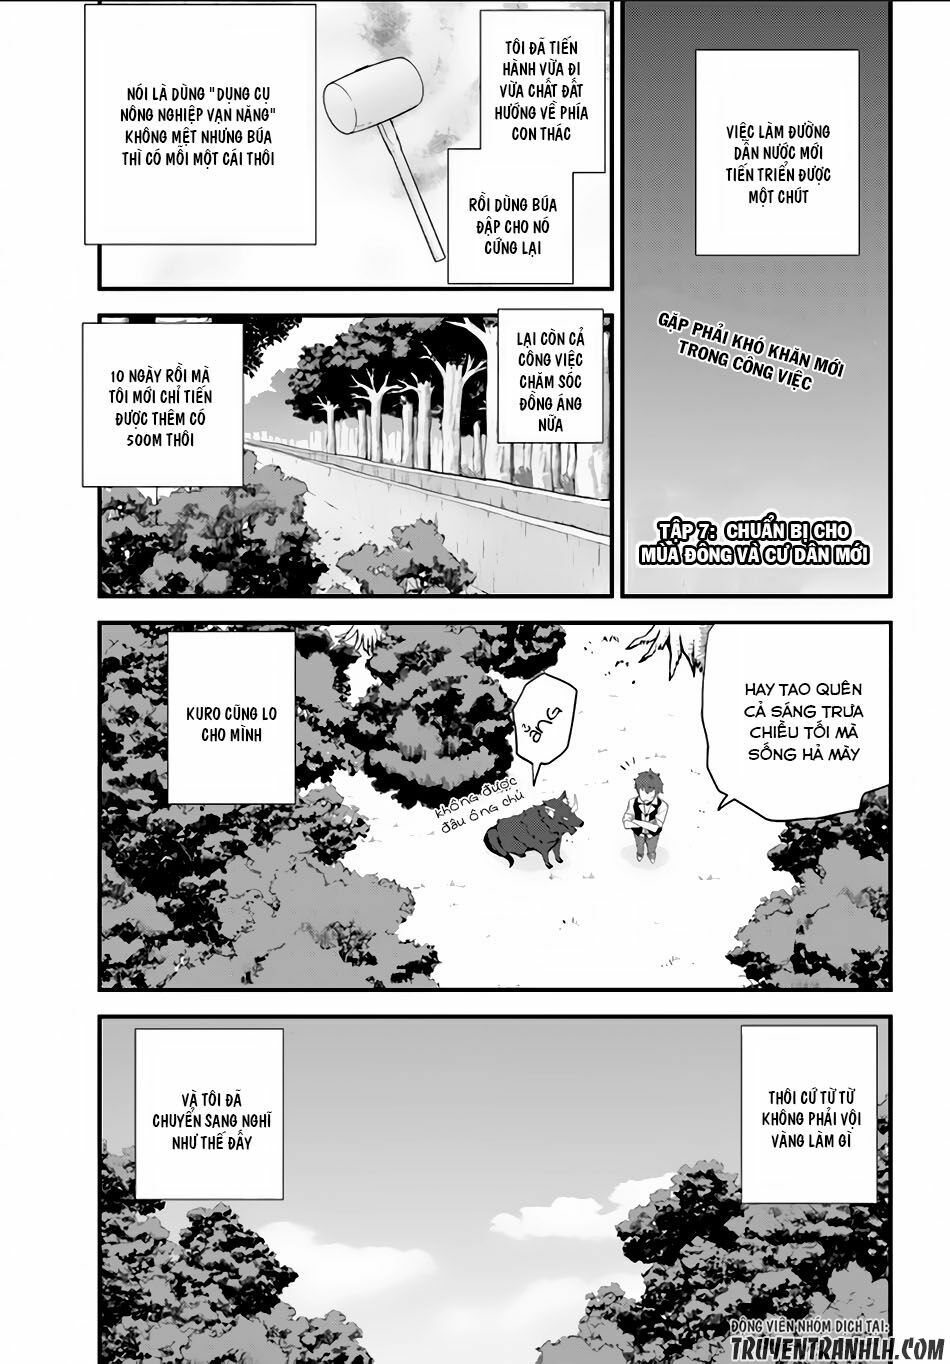 VIỆC LÀM ĐƯỜNG
DẪN NƯỚC MỚI
TIẾN TRIỂN ĐƯỢC
MỘT CHÚT
GẶP PHẢI KHÓ KHĂN MỚI
TRONG CÔNG VIỆC
TẬP 7: CHUẨN BỊ CHO
MÙA ĐÔNG VÀ CƯ DÂN MỚI
TÔI ĐÃ TIẾN
HÀNH VỪA ĐI
VỪA CHẤT ĐẤT
HƯỚNG VỀ PHÍA
CON THÁC
RỒI DÙNG BÚA
ĐẬP CHO NÓ
CỨNG LẠI
NÓI LÀ DÙNG "DỤNG CỤ
NÔNG NGHIỆP VẠN NĂNG"
KHÔNG MỆT NHƯNG BÚA
THÌ CÓ MỖI MỘT CÁI THÔI
LẠI CÒN CẢ
CÔNG VIỆC
CHĂM SÓC
ĐỒNG ÁNG
NỮA
10 NGÀY RỒI MÀ
TÔI MỚI CHỈ TIẾN
ĐƯỢC THÊM CÓ
500M THÔI
HAY TAO QUÊN
CẢ SÁNG TRƯA
CHIỀU TỐI MÀ
SỐNG HẢ MÀY
ẲNG
KHÔNG ĐƯỢC
ĐÂU ÔNG CHỦ
KURO CŨNG LO
CHO MÌNH
THÔI CỨ TỪ TỪ
KHÔNG PHẢI VỘI
VÀNG LÀM GÌ
VÀ TÔI ĐÃ
CHUYỂN SANG NGHĨ
NHƯ THẾ ĐẤY
ĐỘNG VIÊN NHÓM DỊCH TẠI:
TRUYENTRANHLH.COM